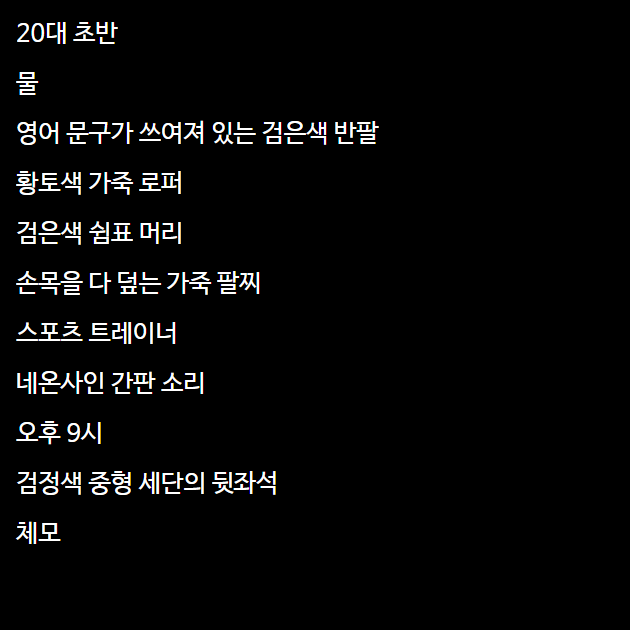 20대 초반
물
영어 문구가 쓰여져 있는 검은색 반팔
황토색 가죽 로퍼
검은색 쉼표 머리
손목을 다 덮는 가죽 팔찌
스포츠 트레이너
네온사인 간판 소리
오후 9시
검정색 중형 세단의 뒷좌석
체모